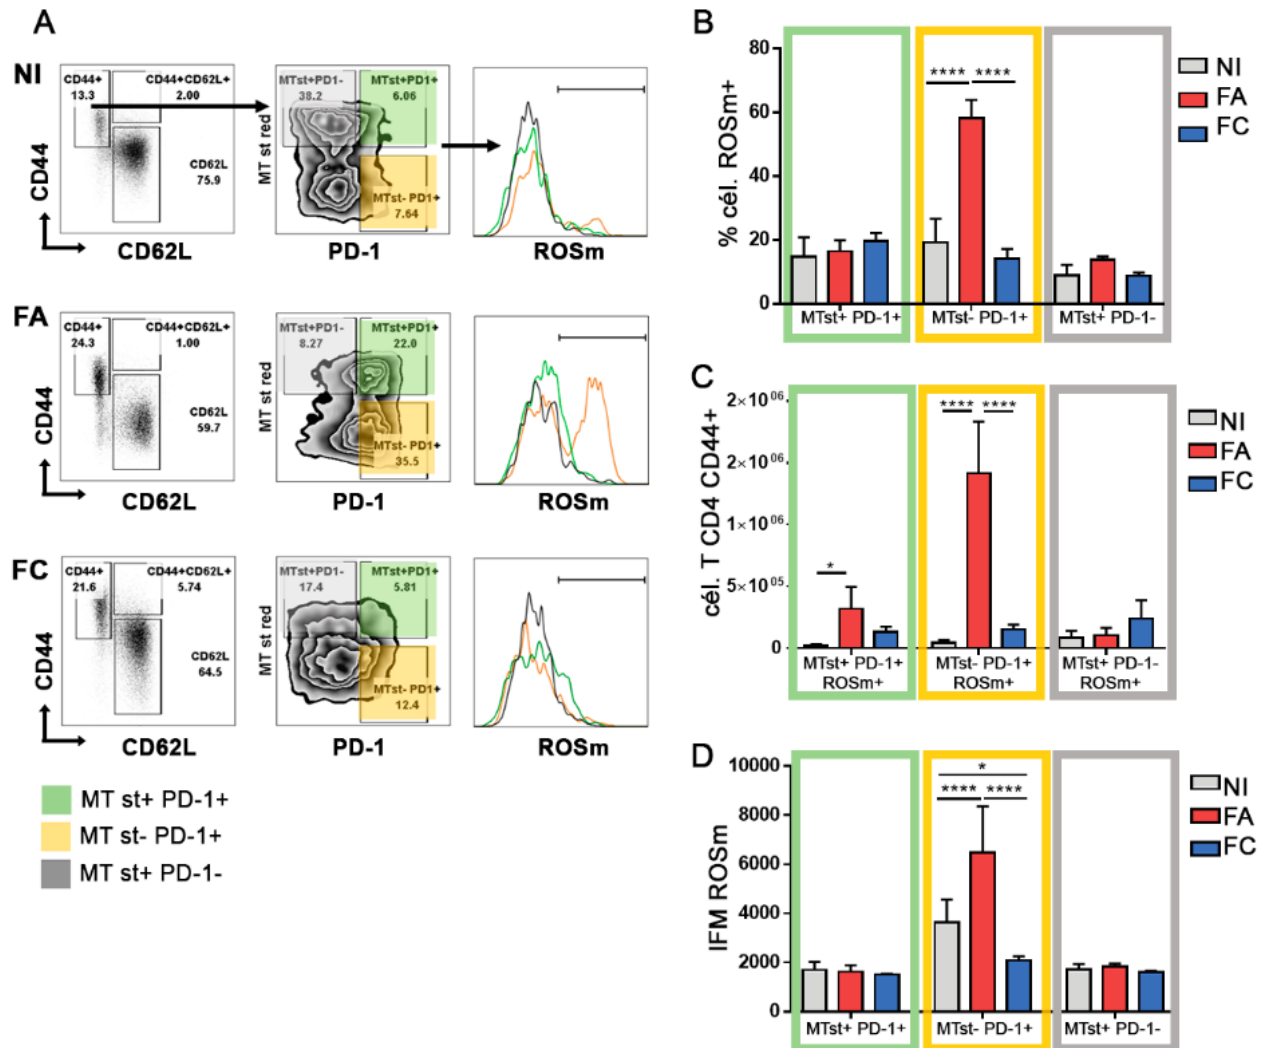 A
NI
CD44+
13.3
CD44+CD62L+
2.00
CD62L
75.9
CD44
CD62L
MTst+PD1-
38.2
MTst+PD1+
6.06
MTst- PD1+
7.64
MT st red
PD-1
ROSm
FA
CD44+
24.3
CD44+CD62L+
1.00
CD62L
59.7
CD44
CD62L
MTst+PD1-
8.27
MTst+PD1+
22.0
MTst- PD1+
35.5
MT st red
PD-1
ROSm
FC
CD44+
21.6
CD44+CD62L+
5.74
CD62L
64.5
CD44
CD62L
MTst+PD1-
17.4
MTst+PD1+
5.81
MTst- PD1+
12.4
MT st red
PD-1
ROSm
MT st+ PD-1+
MT st- PD-1+
MT st+ PD-1-
B
% cél. ROSm+
80
60
40
20
0
**** ****
MTst+ PD-1+
MTst- PD-1+
MTst+ PD-1-
NI
FA
FC
C
cél. T CD4 CD44+
2×10⁰⁶
2×10⁰⁶
1×10⁰⁶
5×10⁰⁵
0
*
**** ****
MTst+ PD-1+
ROSm+
MTst- PD-1+
ROSm+
MTst+ PD-1-
ROSm+
NI
FA
FC
D
IFM ROSm
10000
8000
6000
4000
2000
0
*
**** ****
MTst+ PD-1+
MTst- PD-1+
MTst+ PD-1-
NI
FA
FC